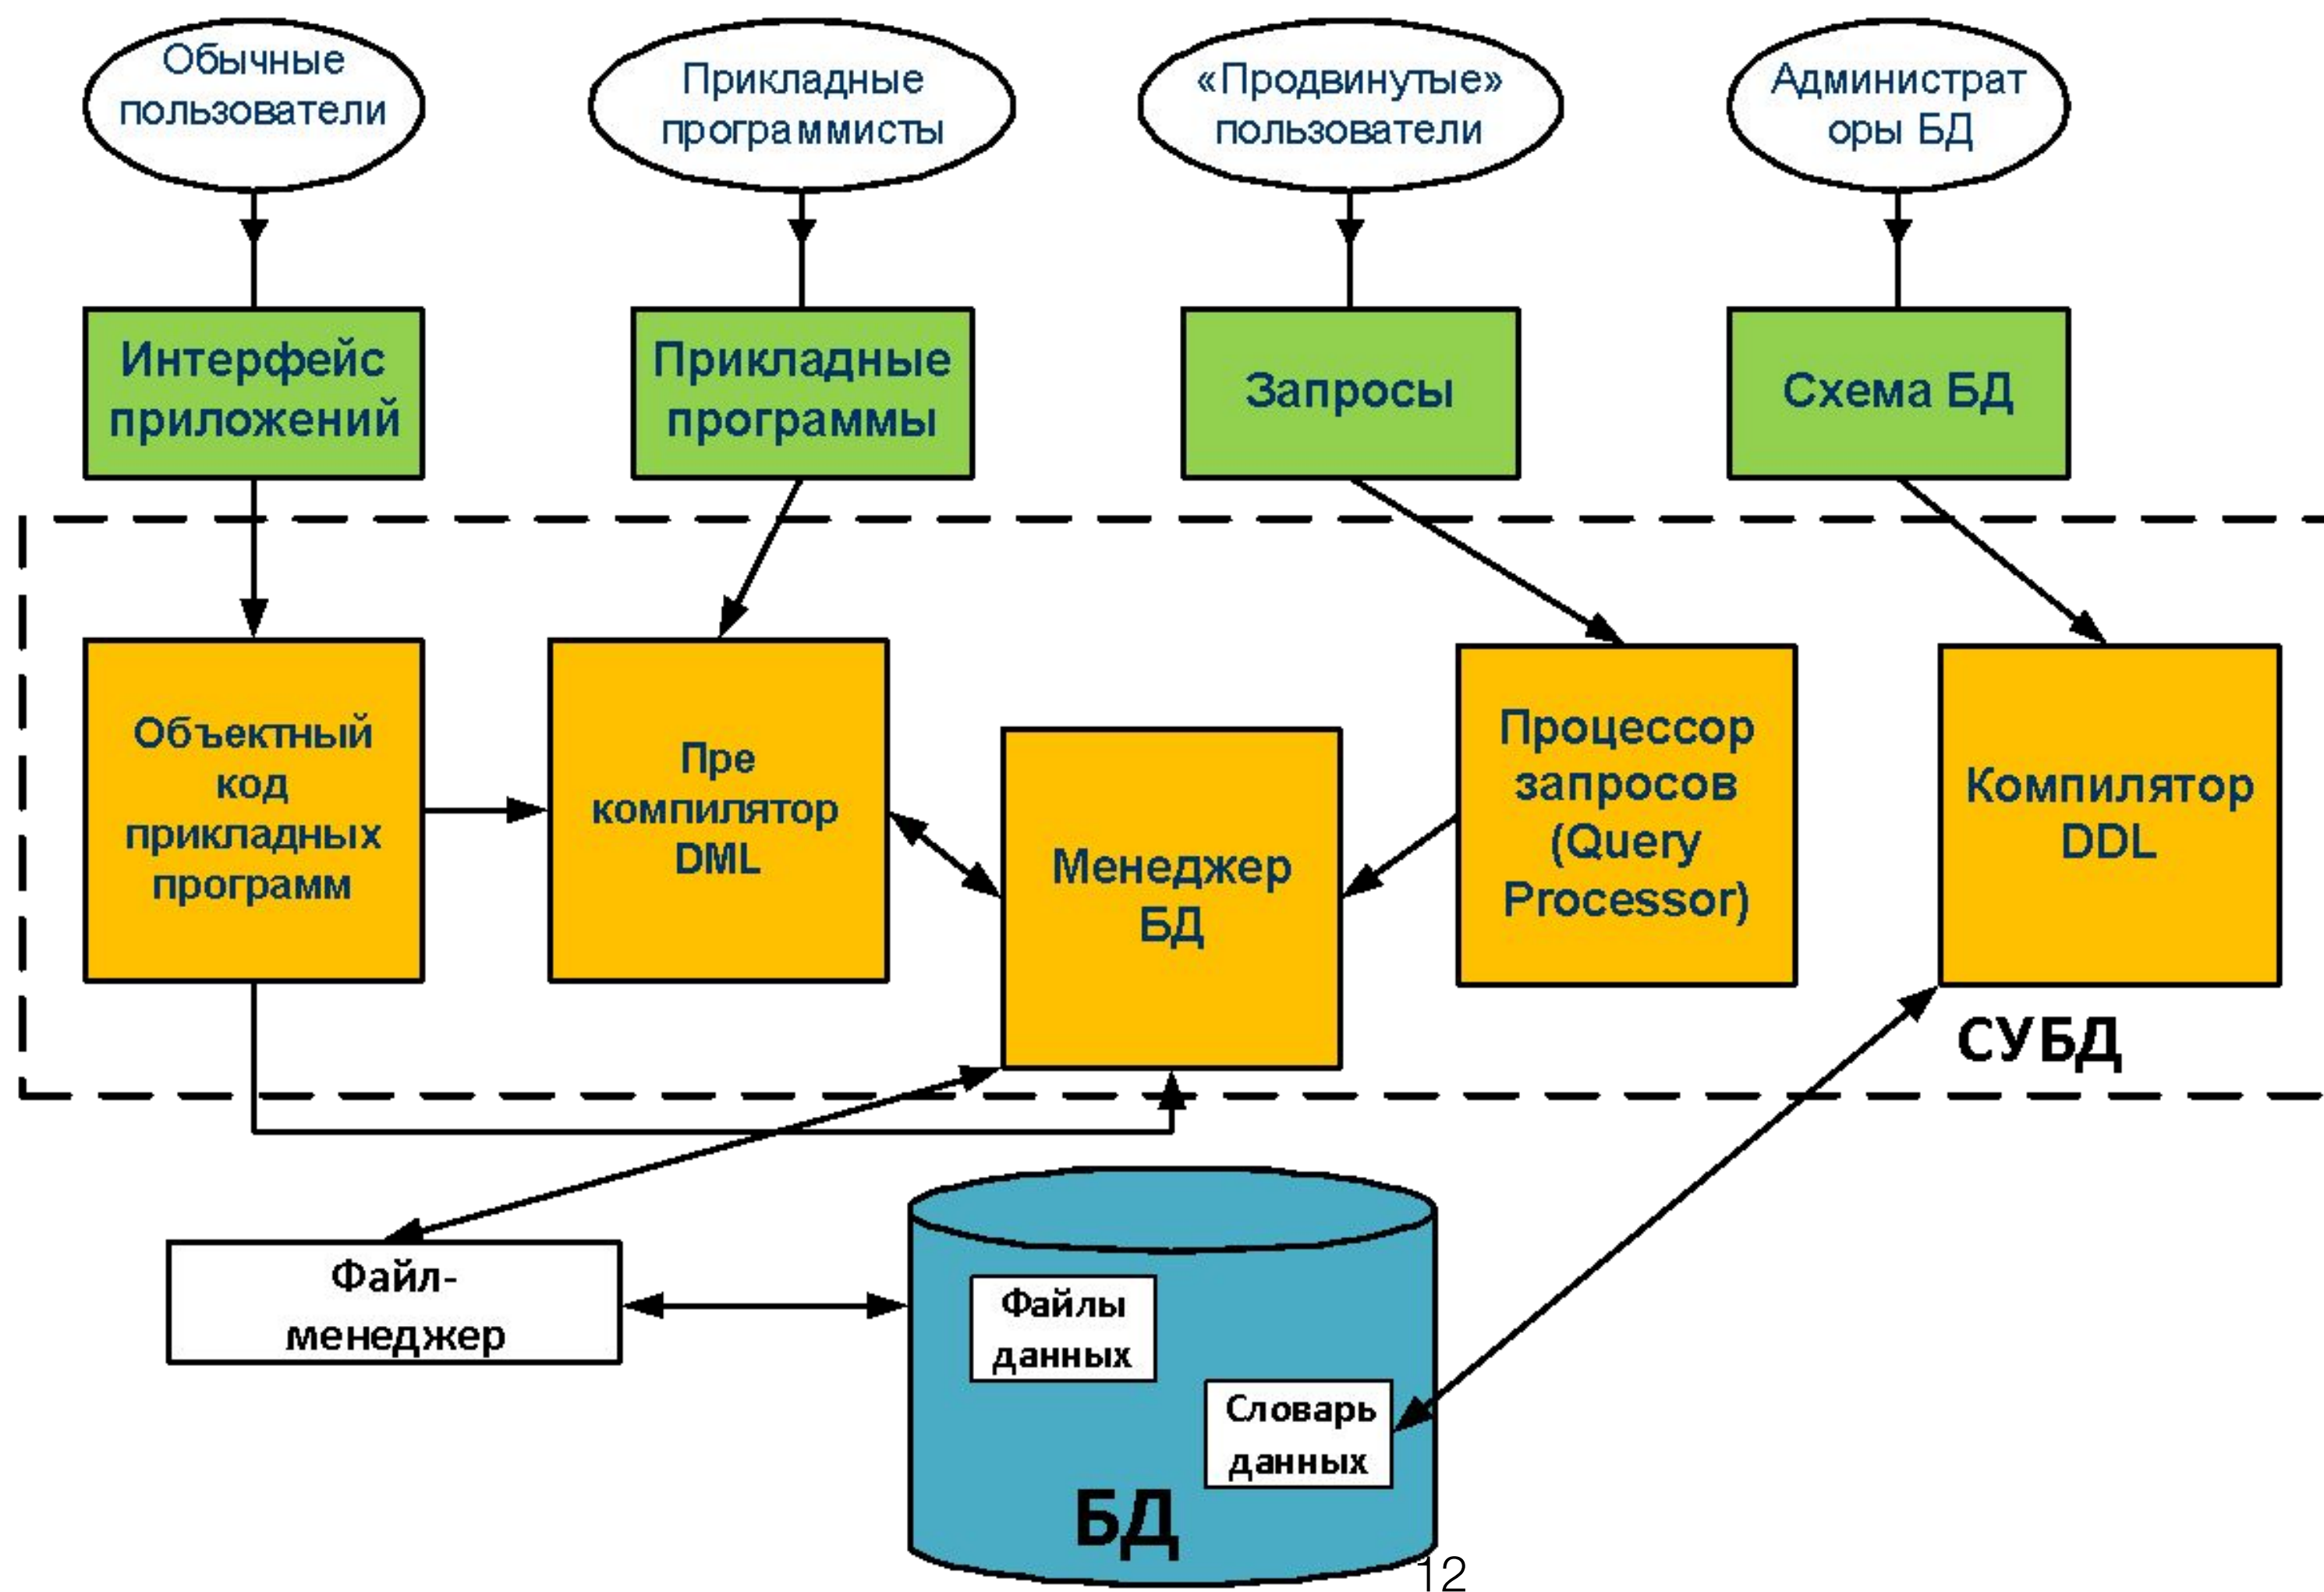 Обычные
пользователи
Прикладные
программисты
«Продвинутые»
пользователи
Администрат
оры БД
Интерфейс
приложений
Прикладные
программы
Запросы
Схема БД
Объектный
код
прикладных
программ
Пре
компилятор
DML
Менеджер
БД
Процессор
запросов
(Query
Processor)
Компилятор
DDL
СУБД
Файл-
менеджер
Файлы
данных
Словарь
данных
БД
12